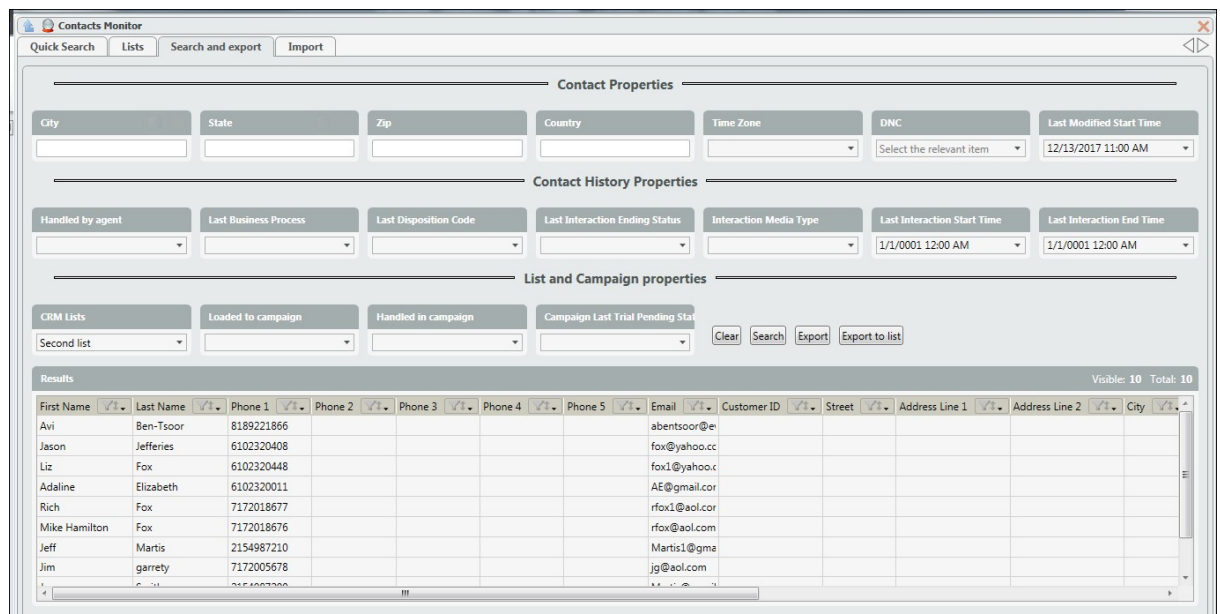 Contacts Monitor
Quick Search Lists Search and export Import
Contact Properties
City State Zip Country Time Zone DNC Last Modified Start Time
Select the relevant item 12/13/2017 11:00 AM
Contact History Properties
Handled by agent Last Business Process Last Disposition Code Last Interaction Ending Status Interaction Media Type Last Interaction Start Time Last Interaction End Time
1/1/0001 12:00 AM 1/1/0001 12:00 AM
List and Campaign properties
CRM Lists Loaded to campaign Handled in campaign Campaign Last Trial Pending Stat
Second list Clear Search Export Export to list
Results Visible: 10 Total: 10
First Name Last Name Phone 1 Phone 2 Phone 3 Phone 4 Phone 5 Email Customer ID Street Address Line 1 Address Line 2 City
Avi Ben-Tsoor 8189221866 abentsoor@e
Jason Jefferies 6102320408 fox@yahoo.cc
Liz Fox 6102320448 fox1@yahoo.c
Adaline Elizabeth 6102320011 AE@gmail.cor
Rich Fox 7172018677 rfox1@aol.cor
Mike Hamilton Fox 7172018676 rfox@aol.com
Jeff Martis 2154987210 Martis1@gma
Jim garrety 7172005678 jg@aol.com